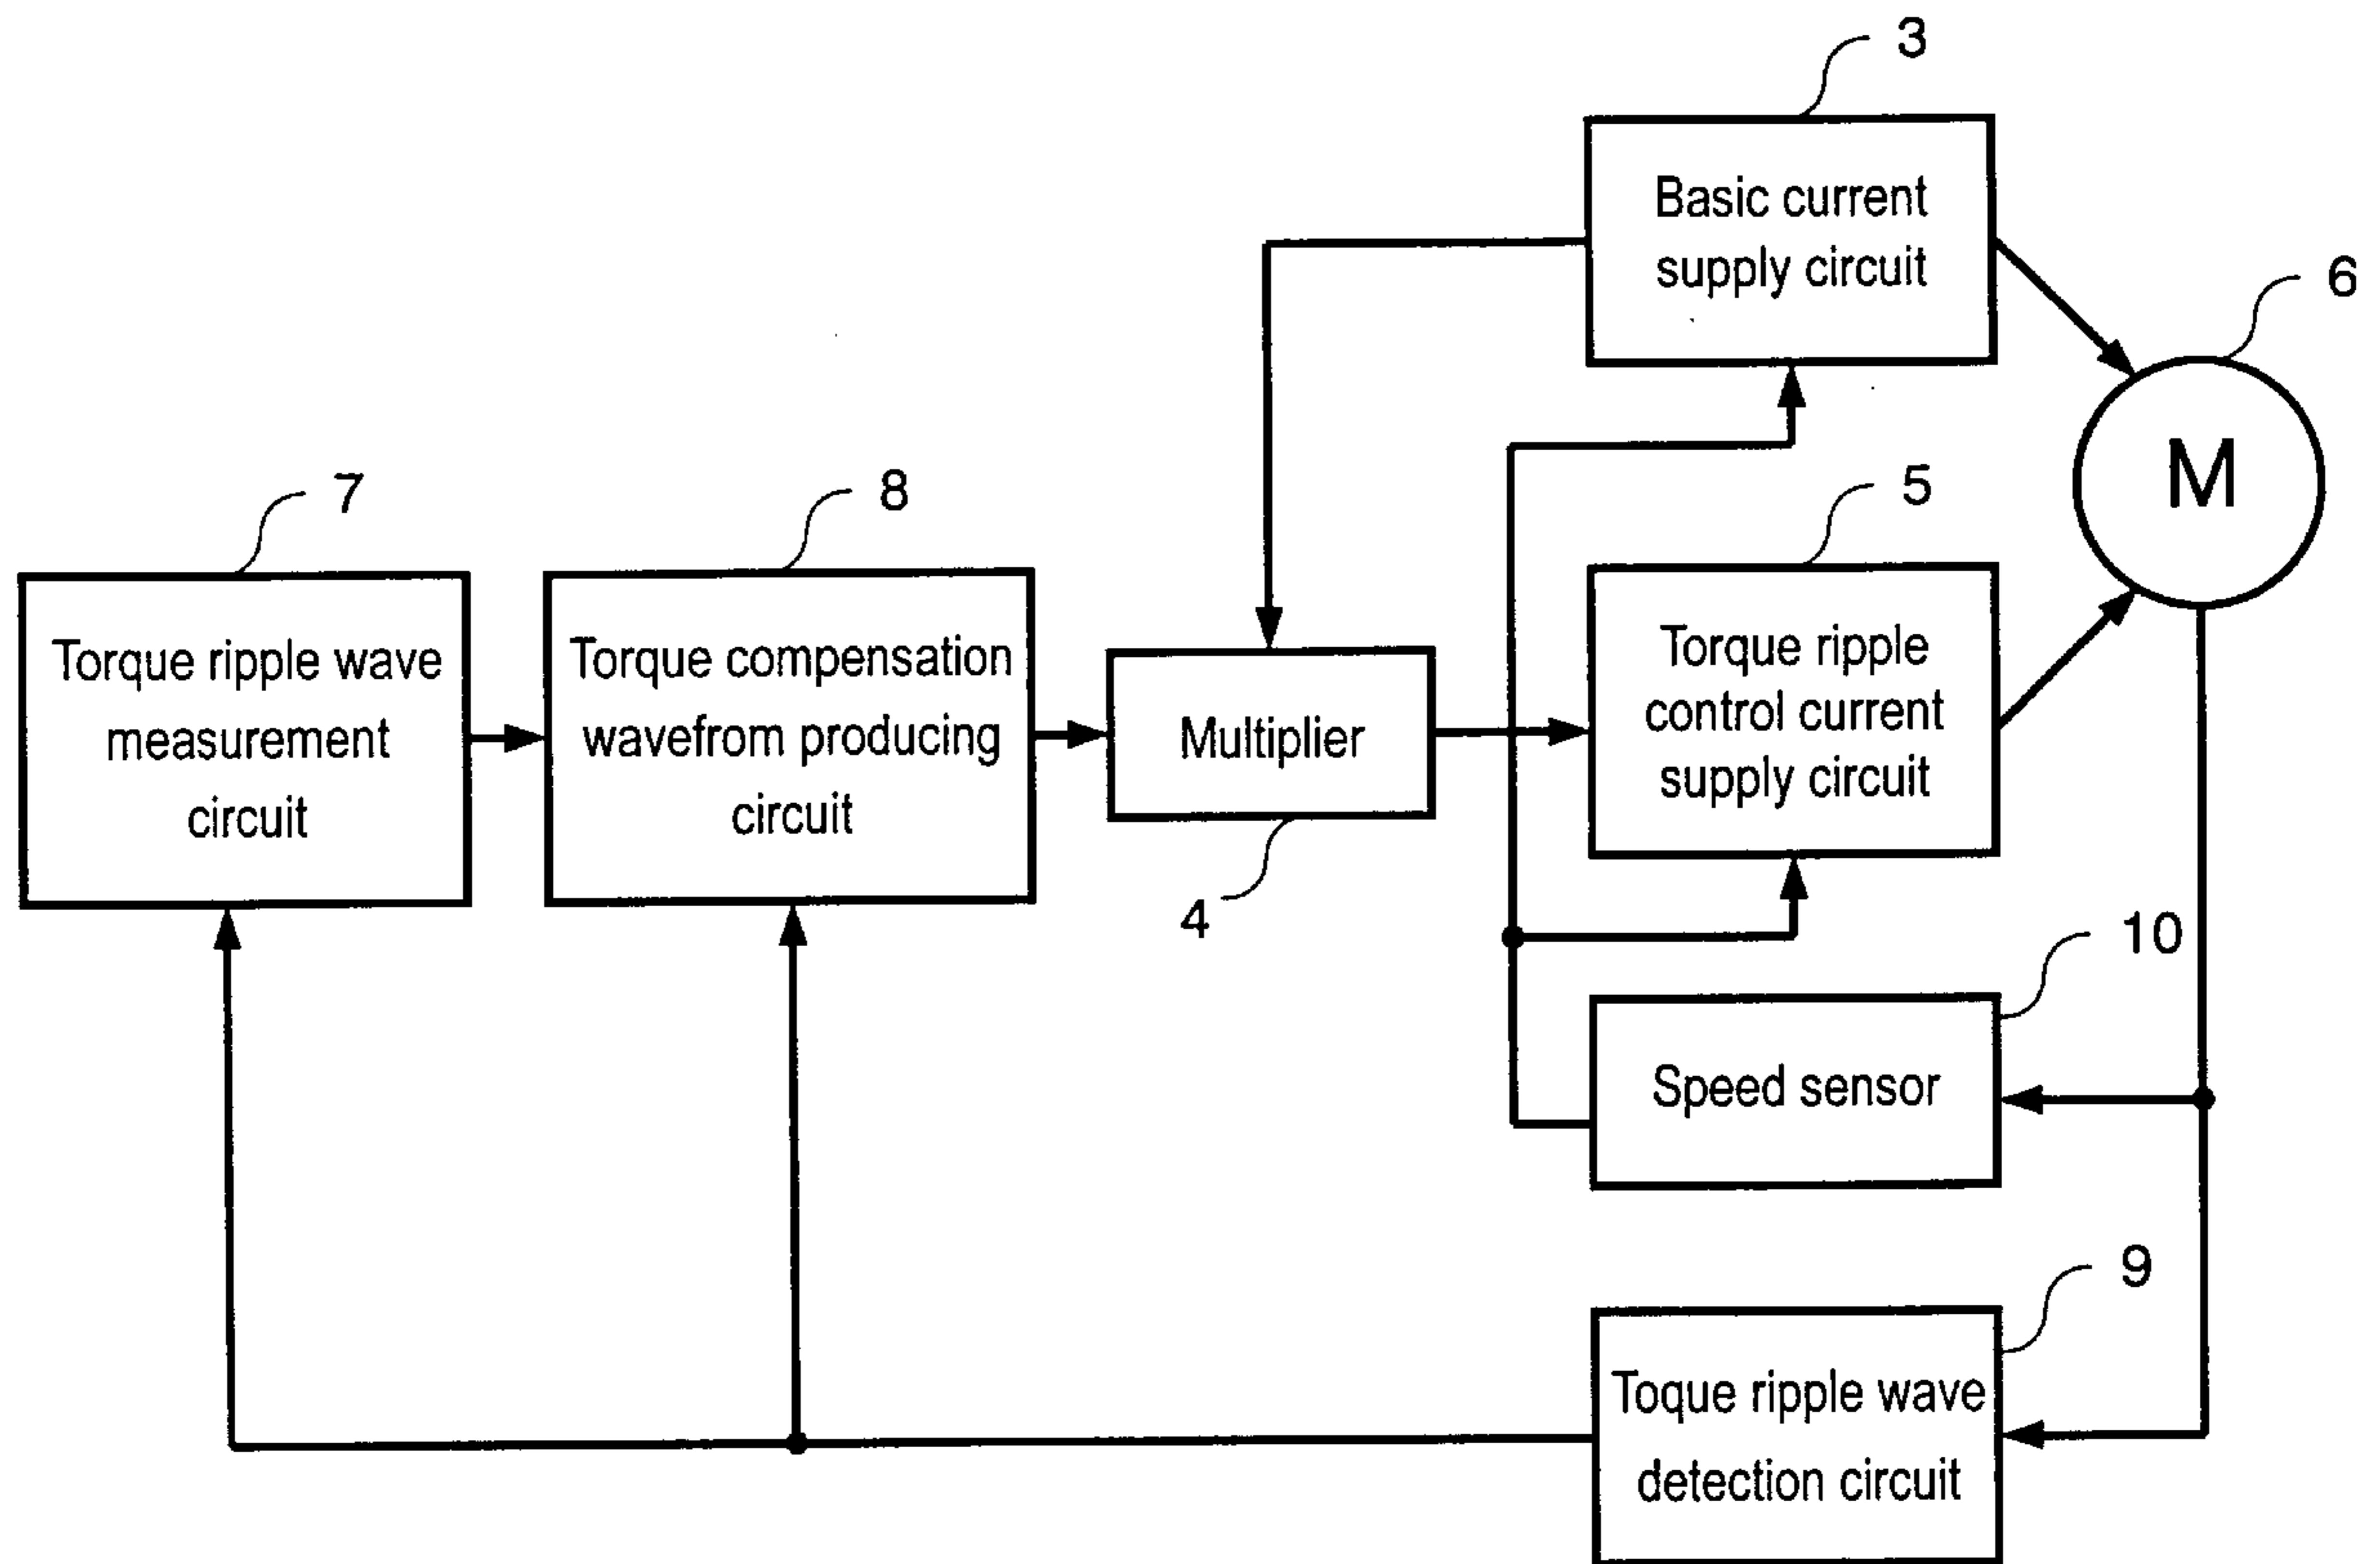 3
Basic current
supply circuit
6
M
7
8
5
Torque ripple wave
measurement
circuit
Torque compensation
wavefrom producing
circuit
Multiplier
4
Torque ripple
control current
supply circuit
10
Speed sensor
9
Toque ripple wave
detection circuit